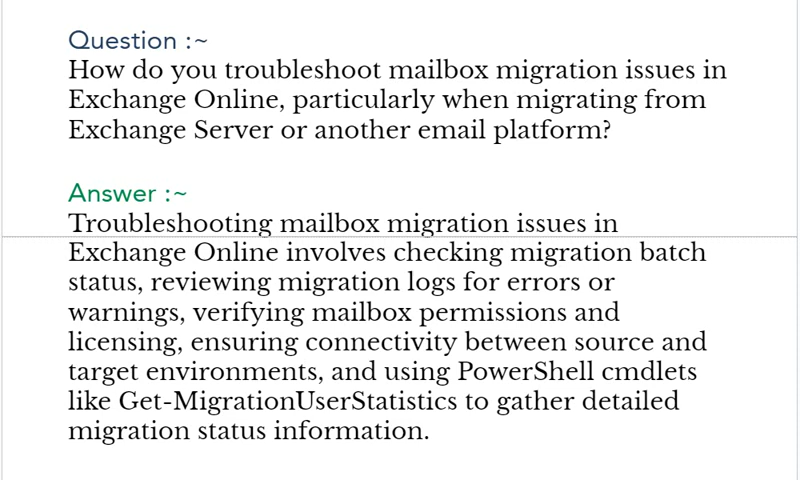 Question :~
How do you troubleshoot mailbox migration issues in
Exchange Online, particularly when migrating from
Exchange Server or another email platform?
Answer :~
Troubleshooting mailbox migration issues in
Exchange Online involves checking migration batch
status, reviewing migration logs for errors or
warnings, verifying mailbox permissions and
licensing, ensuring connectivity between source and
target environments, and using PowerShell cmdlets
like Get-MigrationUserStatistics to gather detailed
migration status information.